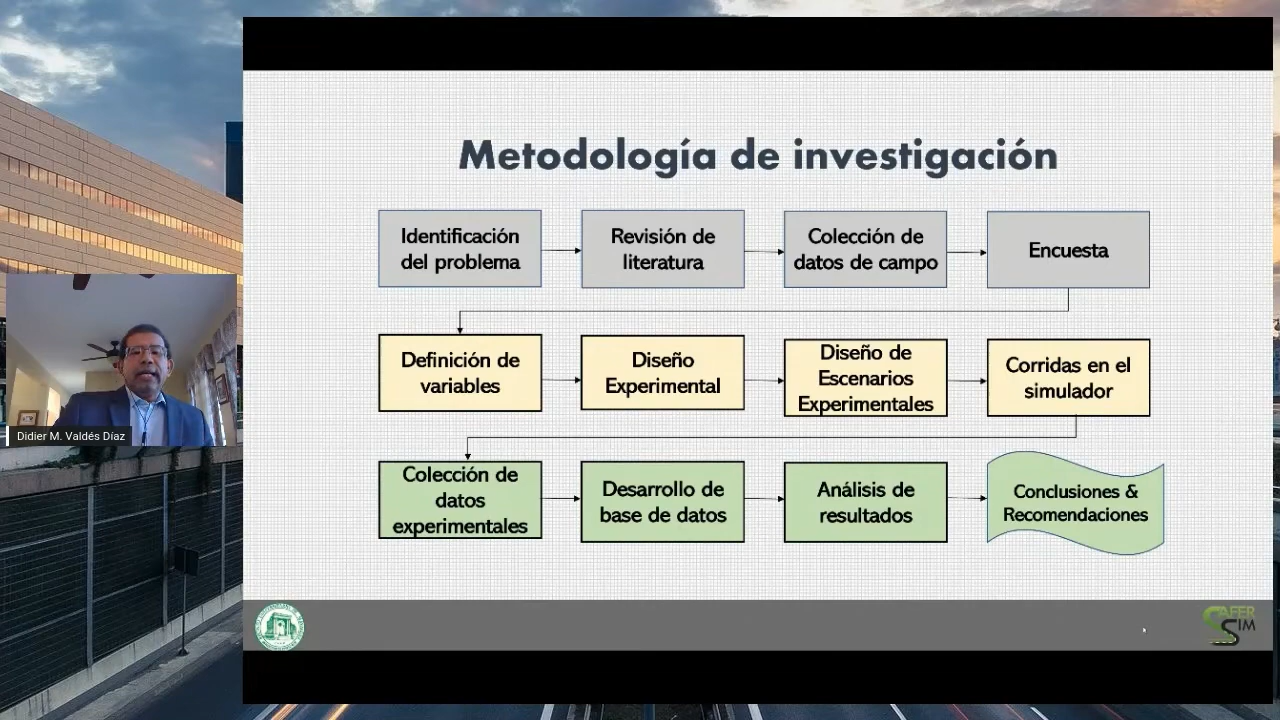 Metodología de investigación
Identificación
del problema
Revisión de
literatura
Colección de
datos de campo
Encuesta
Definición de
variables
Diseño
Experimental
Diseño de
Escenarios
Experimentales
Corridas en el
simulador
Colección de
datos
experimentales
Desarrollo de
base de datos
Análisis de
resultados
Conclusiones &
Recomendaciones
Didier M. Valdés Díaz
SAFER
SIM